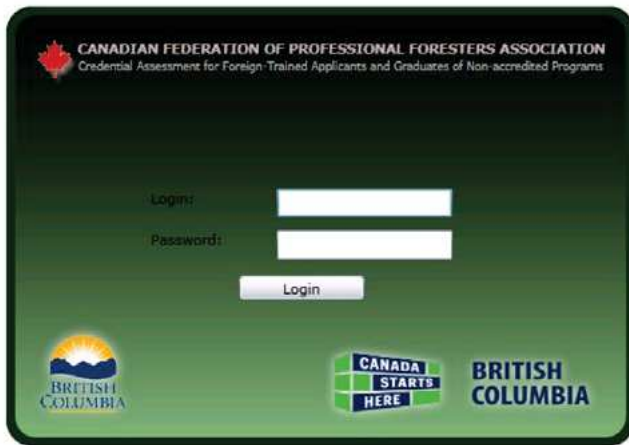 CANADIAN FEDERATION OF PROFESSIONAL FORESTERS ASSOCIATION
Credential Assessment for Foreign-Trained Applicants and Graduates of Non-accredited Programs
Login:
Password:
Login
BRITISH
COLUMBIA
CANADA
STARTS
HERE
BRITISH
COLUMBIA